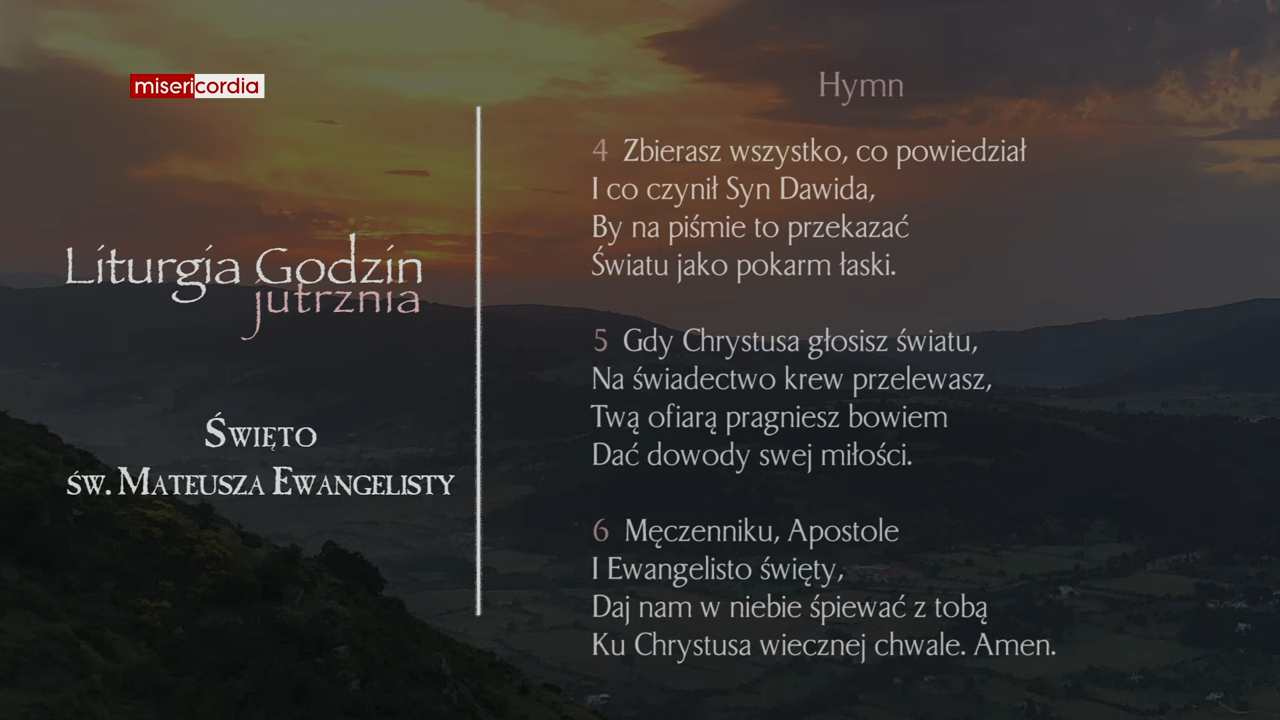 misericordia
Liturgia Godzin
jutrznia
Święto
św. Mateusza Ewangelisty
Hymn
4 Zbierasz wszystko, co powiedział
I co czynił Syn Dawida,
By na piśmie to przekazać
Światu jako pokarm łaski.
5 Gdy Chrystusa głosisz światu,
Na świadectwo krew przelewasz,
Twą ofiarą pragniesz bowiem
Dać dowody swej miłości.
6 Męczenniku, Apostole
I Ewangelisto święty,
Daj nam w niebie śpiewać z tobą
Ku Chrystusa wiecznej chwale. Amen.